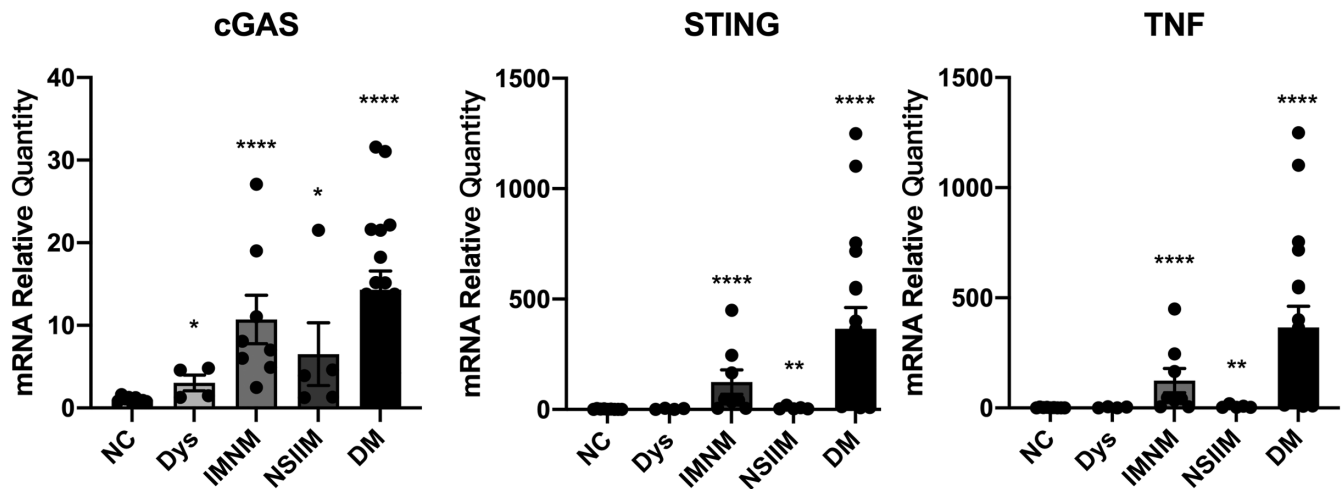 cGAS
mRNA Relative Quantity
40
30
20
10
0
*
****
*
****
NC
Dys
IMNM
NSIIM
DM
STING
mRNA Relative Quantity
1500
1000
500
0
****
**
****
NC
Dys
IMNM
NSIIM
DM
TNF
mRNA Relative Quantity
1500
1000
500
0
****
**
****
NC
Dys
IMNM
NSIIM
DM